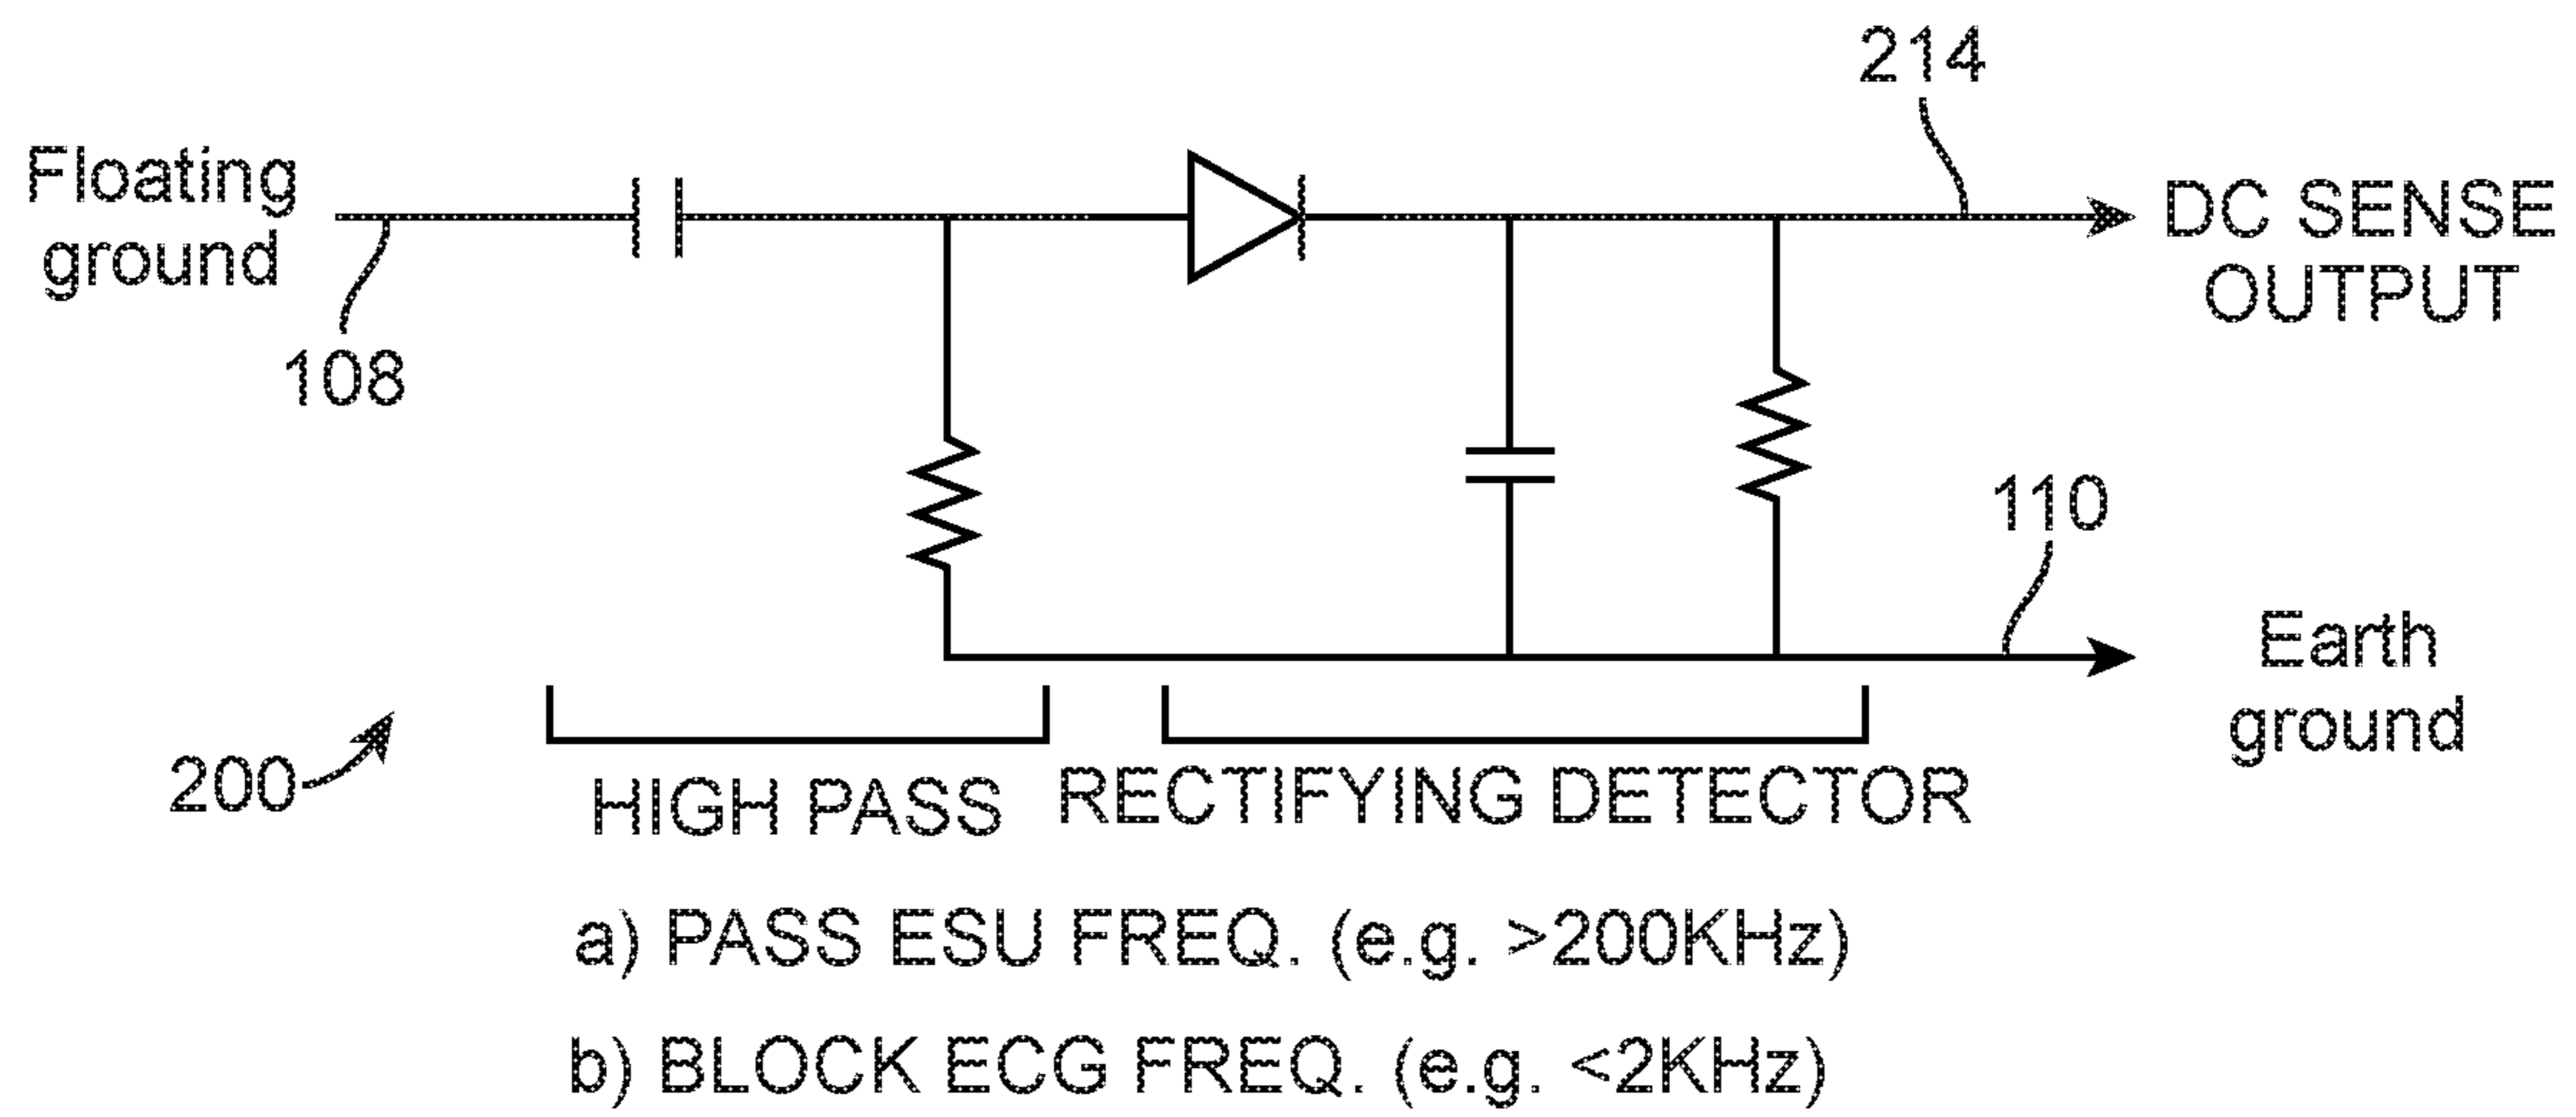 214
Floating
ground
DC SENSE
OUTPUT
108
110
Earth
ground
200
HIGH PASS
RECTIFYING DETECTOR
a) PASS ESU FREQ. (e.g. >200KHz)
b) BLOCK ECG FREQ. (e.g. <2KHz)